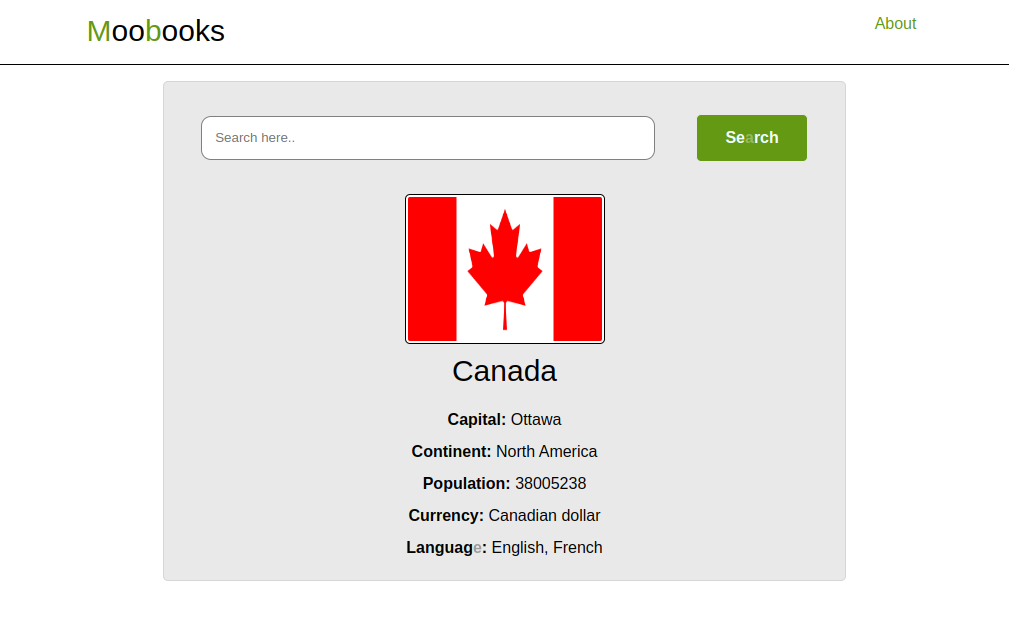 Moobooks
About
Search here..
Search
Canada
Capital: Ottawa
Continent: North America
Population: 38005238
Currency: Canadian dollar
Language: English, French